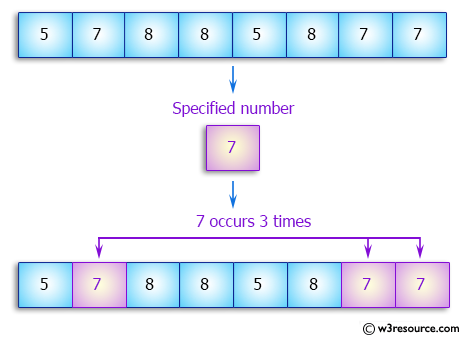 5 7 8 8 5 8 7 7
Specified number
7
7 occurs 3 times
5 7 8 8 5 8 7 7
© w3resource.com